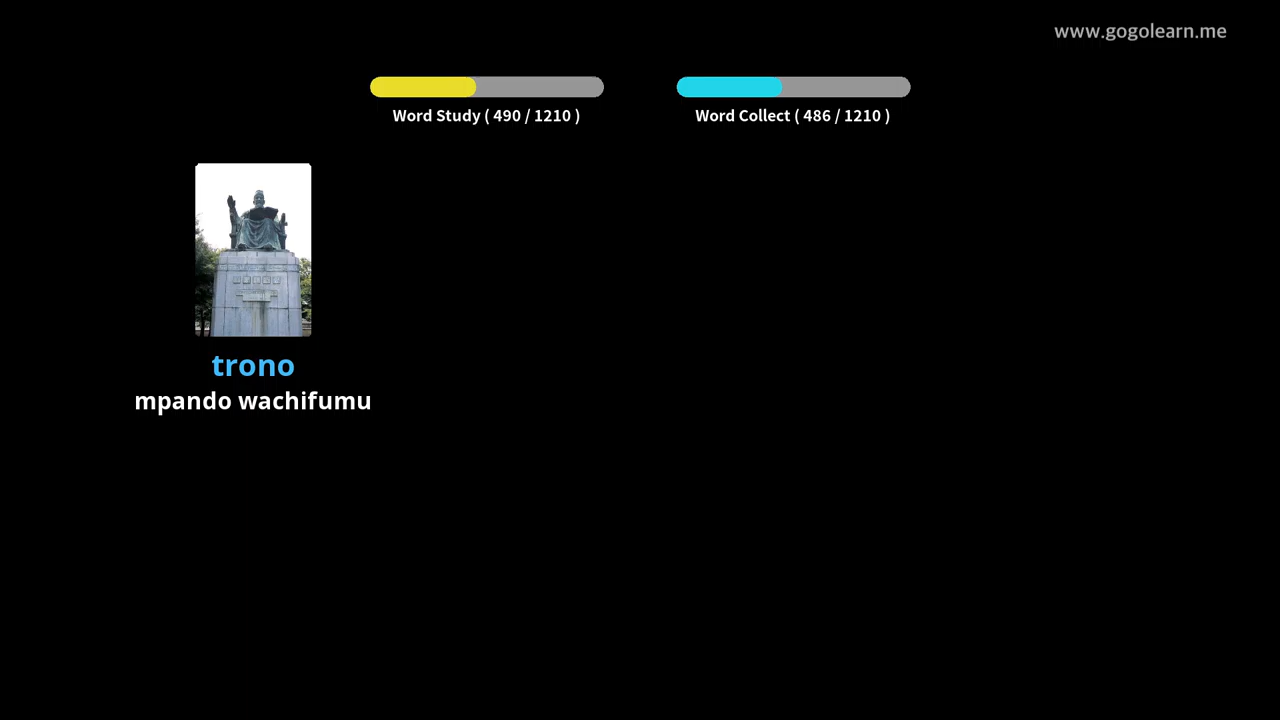 www.gogolearn.me
Word Study ( 490 / 1210 )
Word Collect ( 486 / 1210 )
trono
mpando wachifumu